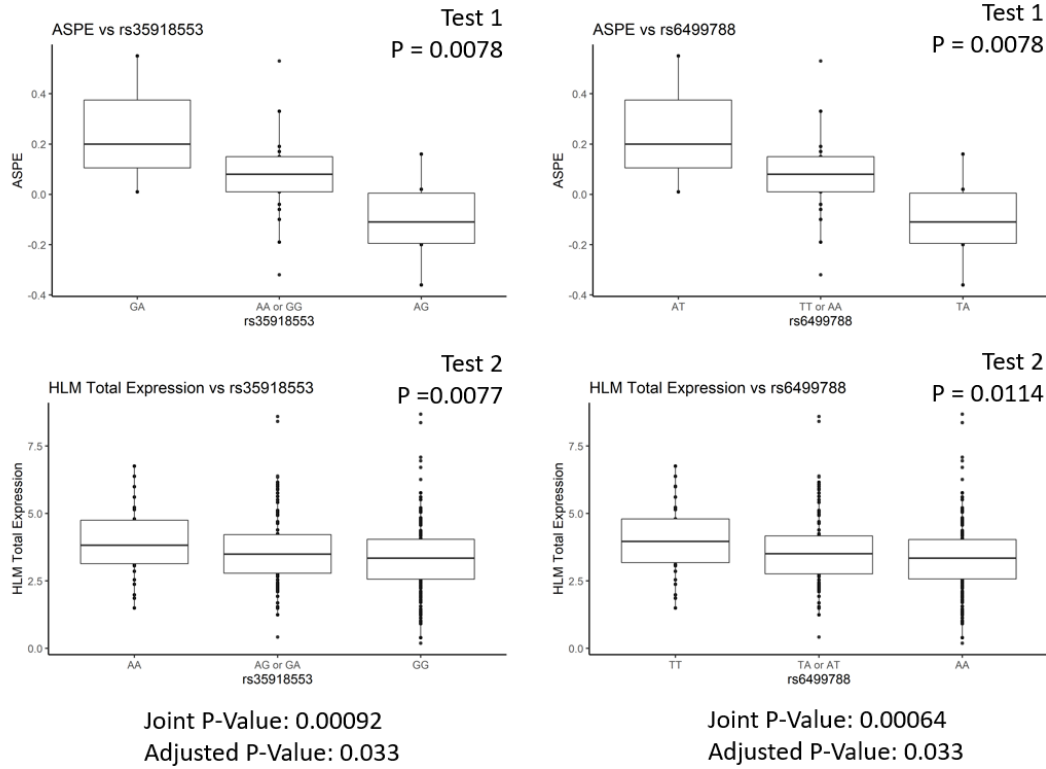 Test 1
P = 0.0078
ASPE vs rs35918553
ASPE
0.4
0.2
0.0
-0.2
-0.4
GA
AA or GG
AG
rs35918553
Test 1
P = 0.0078
ASPE vs rs6499788
ASPE
0.4
0.2
0.0
-0.2
-0.4
AT
TT or AA
TA
rs6499788
Test 2
P =0.0077
HLM Total Expression vs rs35918553
HLM Total Expression
7.5
5.0
2.5
0.0
AA
AG or GA
GG
rs35918553
Joint P-Value: 0.00092
Adjusted P-Value: 0.033
Test 2
P = 0.0114
HLM Total Expression vs rs6499788
HLM Total Expression
7.5
5.0
2.5
0.0
TT
TA or AT
AA
rs6499788
Joint P-Value: 0.00064
Adjusted P-Value: 0.033